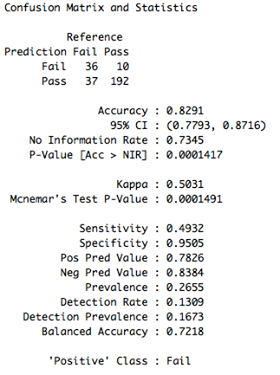 Confusion Matrix and Statistics
Reference
Prediction Fail Pass
Fail 36 10
Pass 37 192
Accuracy : 0.8291
95% CI : (0.7793, 0.8716)
No Information Rate : 0.7345
P-Value [Acc > NIR] : 0.0001417
Kappa : 0.5031
Mcnemar's Test P-Value : 0.0001491
Sensitivity : 0.4932
Specificity : 0.9505
Pos Pred Value : 0.7826
Neg Pred Value : 0.8384
Prevalence : 0.2655
Detection Rate : 0.1309
Detection Prevalence : 0.1673
Balanced Accuracy : 0.7218
'Positive' Class : Fail